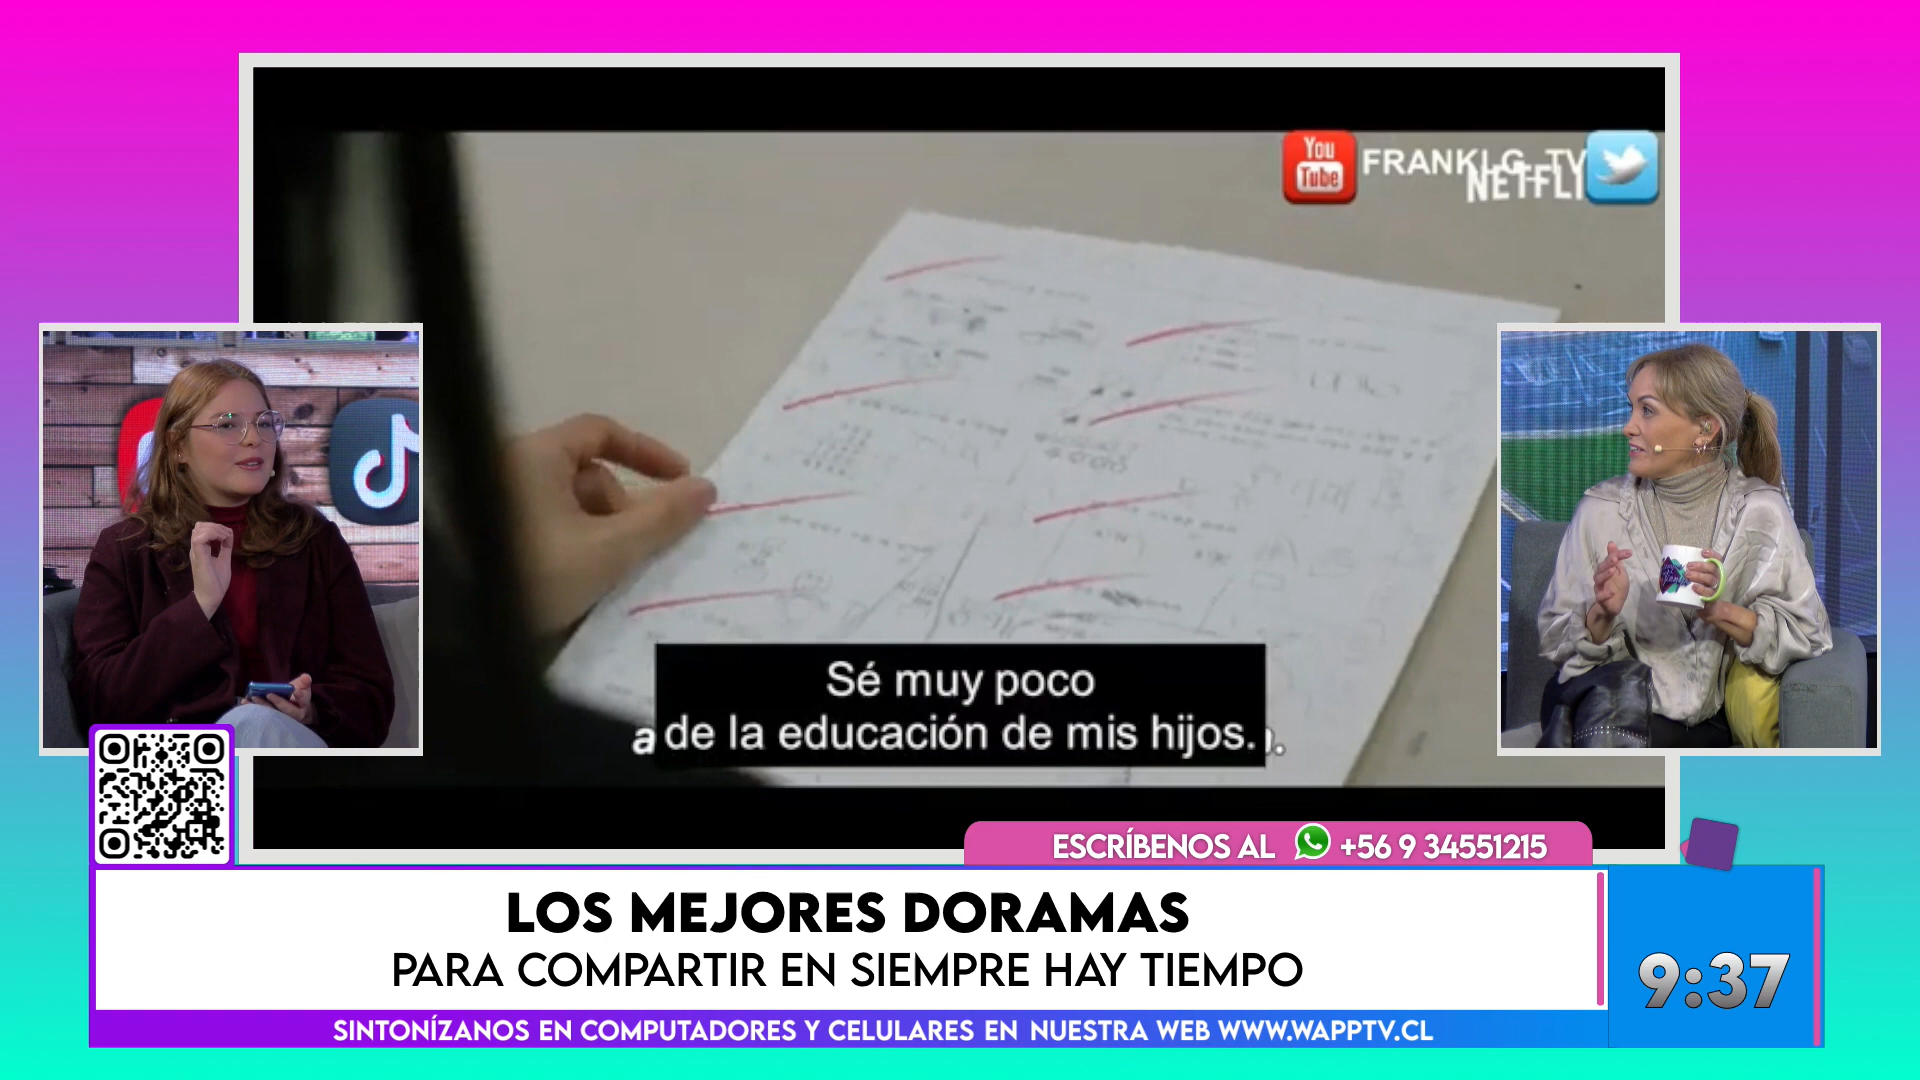 You
Tube
FRANKI_G_TV
NETFLI
Sé muy poco
a de la educación de mis hijos. .
ESCRÍBENOS AL +56 9 34551215
LOS MEJORES DORAMAS
PARA COMPARTIR EN SIEMPRE HAY TIEMPO
9:37
SINTONÍZANOS EN COMPUTADORES Y CELULARES EN NUESTRA WEB WWW.WAPPTV.CL